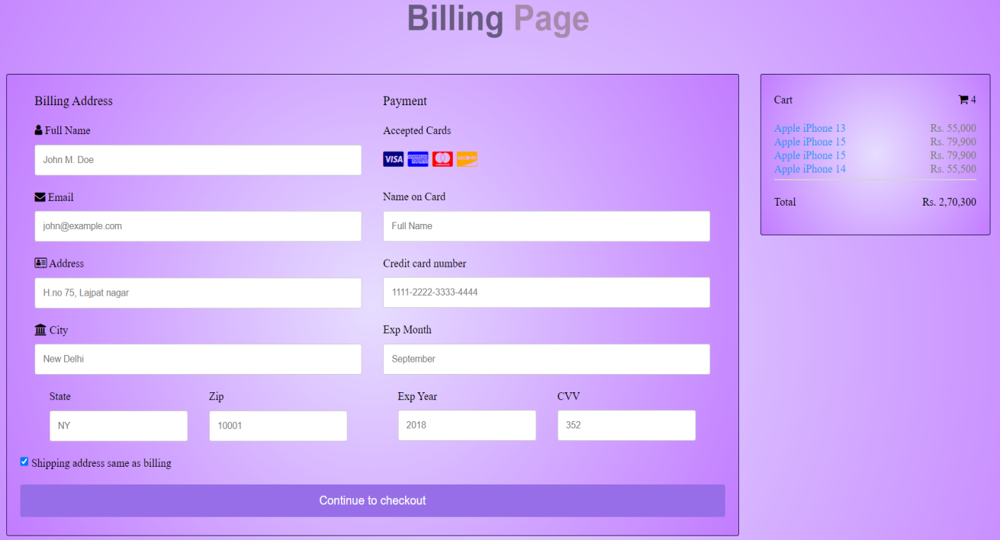 Billing Page
Billing Address
Full Name
John M. Doe
Email
john@example.com
Address
H.no 75, Lajpat nagar
City
New Delhi
State Zip
NY 10001
Payment
Accepted Cards
VISA AMERICAN EXPRESS DISCOVER
Name on Card
Full Name
Credit card number
1111-2222-3333-4444
Exp Month
September
Exp Year CVV
2018 352
Shipping address same as billing
Continue to checkout
Cart 4
Apple iPhone 13 Rs. 55,000
Apple iPhone 15 Rs. 79,900
Apple iPhone 15 Rs. 79,900
Apple iPhone 14 Rs. 55,500
Total Rs. 2,70,300